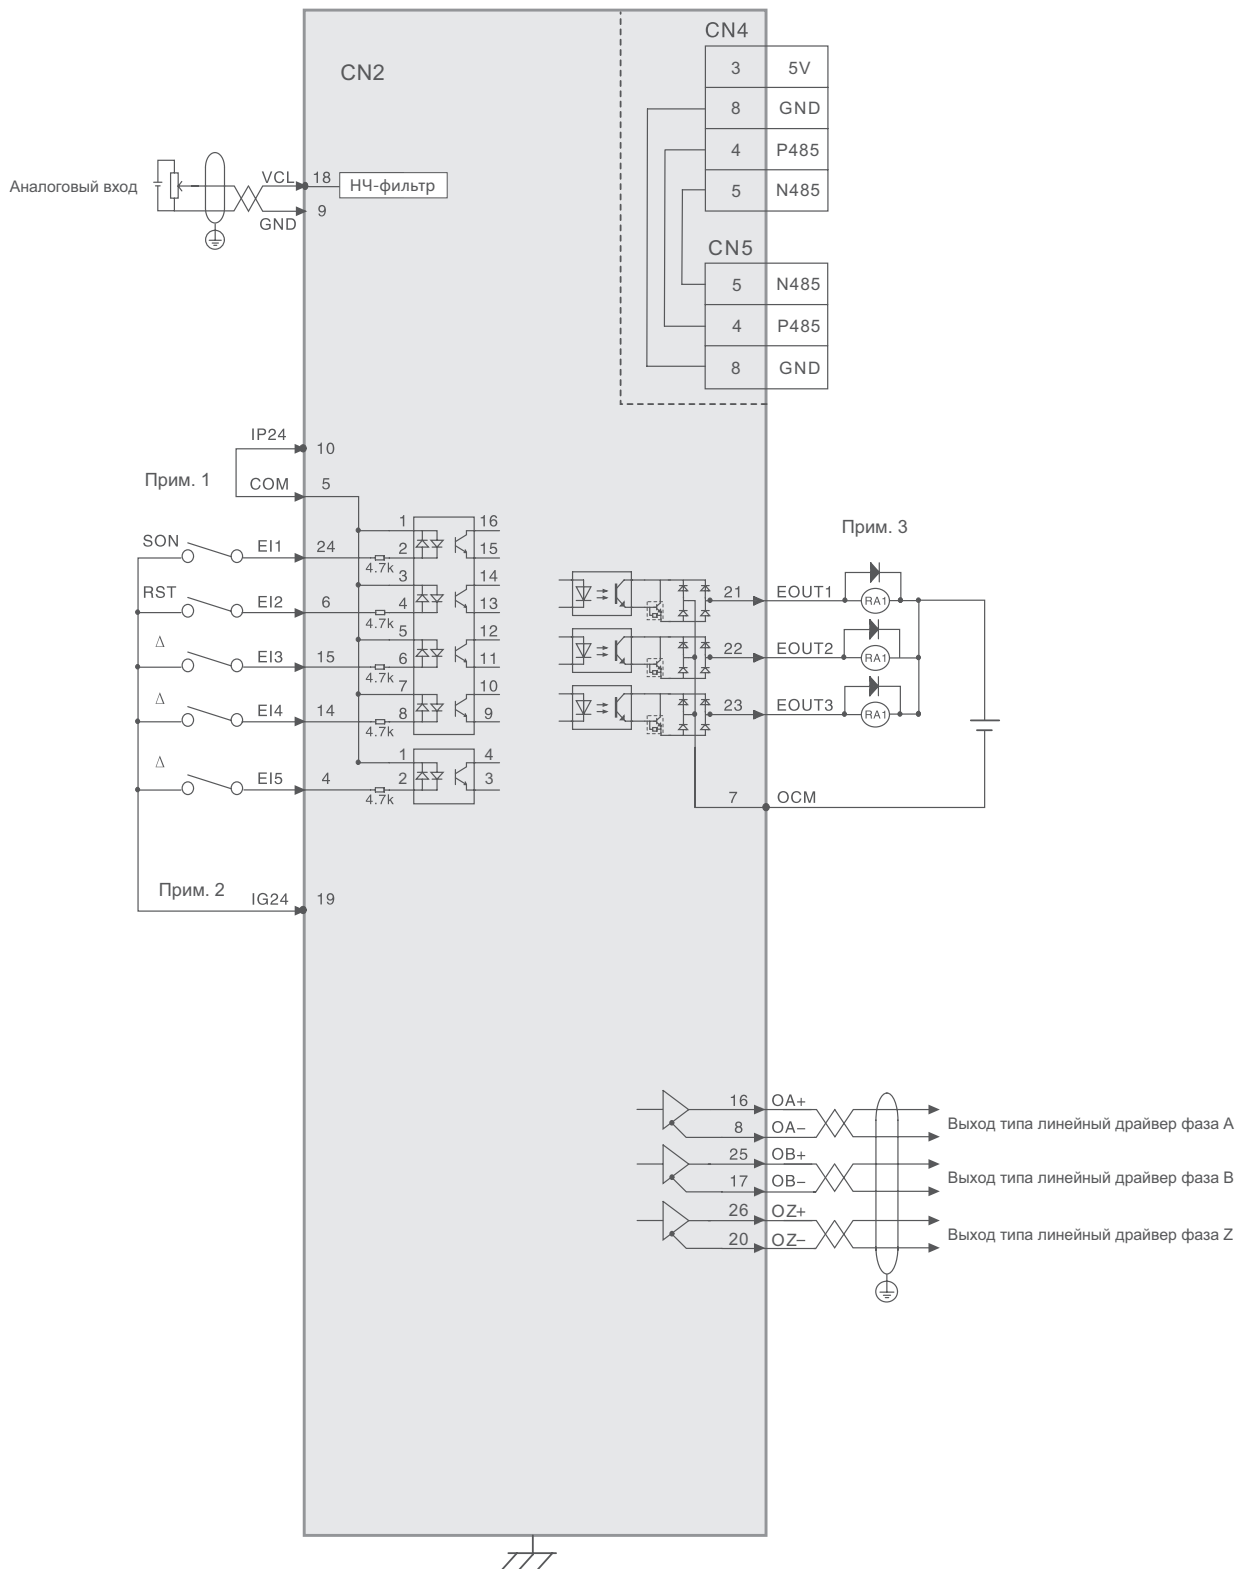 CN4
CN2
3 5V
8 GND
4 P485
5 N485
Аналоговый вход
VCL 18 НЧ-фильтр
GND 9
CN5
5 N485
4 P485
8 GND
IP24 10
Прим. 1
COM 5
SON EI1 24 4.7k 1 2 16 15
RST EI2 6 4.7k 3 4 14 13
Δ EI3 15 4.7k 5 6 12 11
Δ EI4 14 4.7k 7 8 10 9
Δ EI5 4 4.7k 1 2 4 3
Прим. 2
IG24 19
Прим. 3
21 EOUT1 RA1
22 EOUT2 RA1
23 EOUT3 RA1
7 OCM
16 OA+
8 OA−
Выход типа линейный драйвер фаза A
25 OB+
17 OB−
Выход типа линейный драйвер фаза B
26 OZ+
20 OZ−
Выход типа линейный драйвер фаза Z